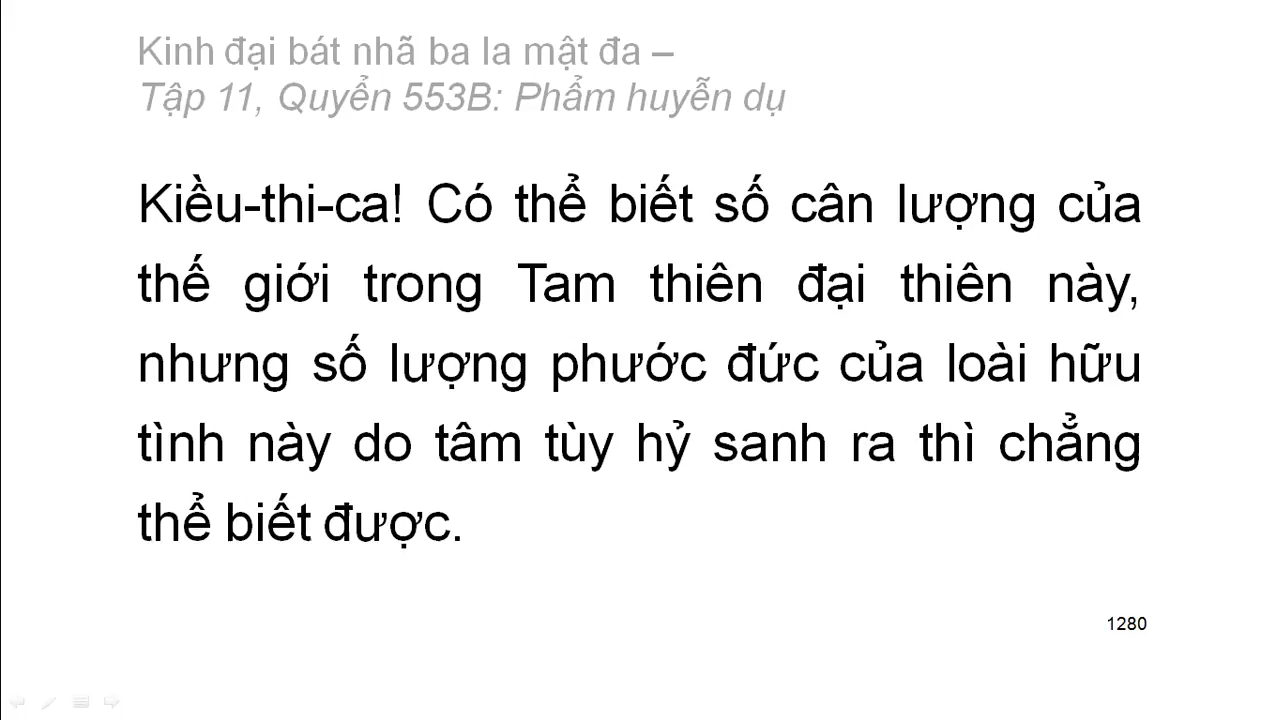 Kinh đại bát nhã ba la mật đa –
Tập 11, Quyển 553B: Phẩm huyễn dụ
Kiều-thi-ca! Có thể biết số cân lượng của
thế giới trong Tam thiên đại thiên này,
nhưng số lượng phước đức của loài hữu
tình này do tâm tùy hỷ sanh ra thì chẳng
thể biết được.
1280